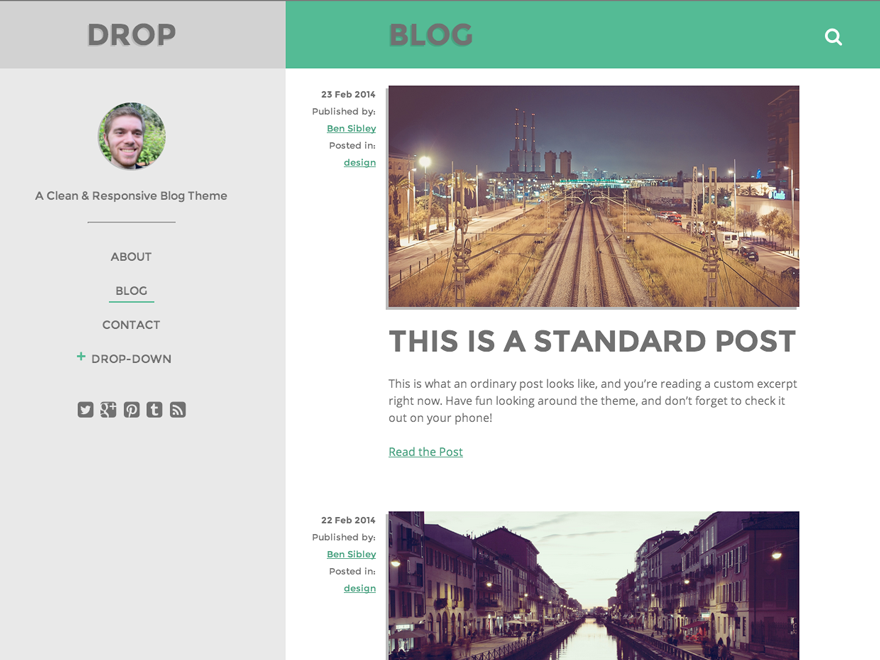 DROP
A Clean & Responsive Blog Theme
ABOUT
BLOG
CONTACT
+ DROP-DOWN
BLOG
23 Feb 2014
Published by:
Ben Sibley
Posted in:
design
THIS IS A STANDARD POST
This is what an ordinary post looks like, and you’re reading a custom excerpt
right now. Have fun looking around the theme, and don’t forget to check it
out on your phone!
Read the Post
22 Feb 2014
Published by:
Ben Sibley
Posted in:
design